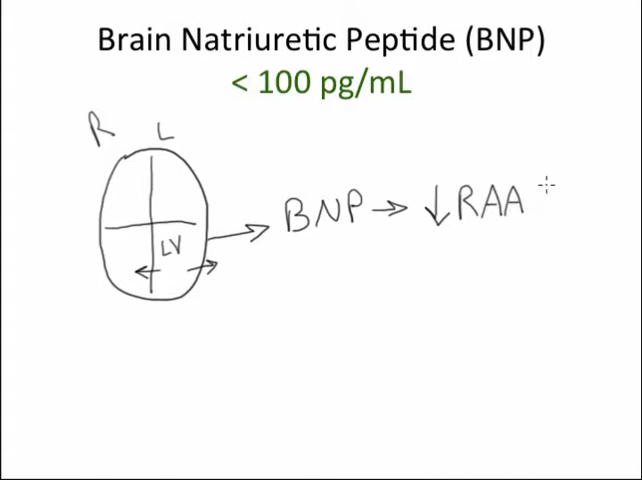 Brain Natriuretic Peptide (BNP)
< 100 pg/mL
R L
BNP → ↓ RAA
LV